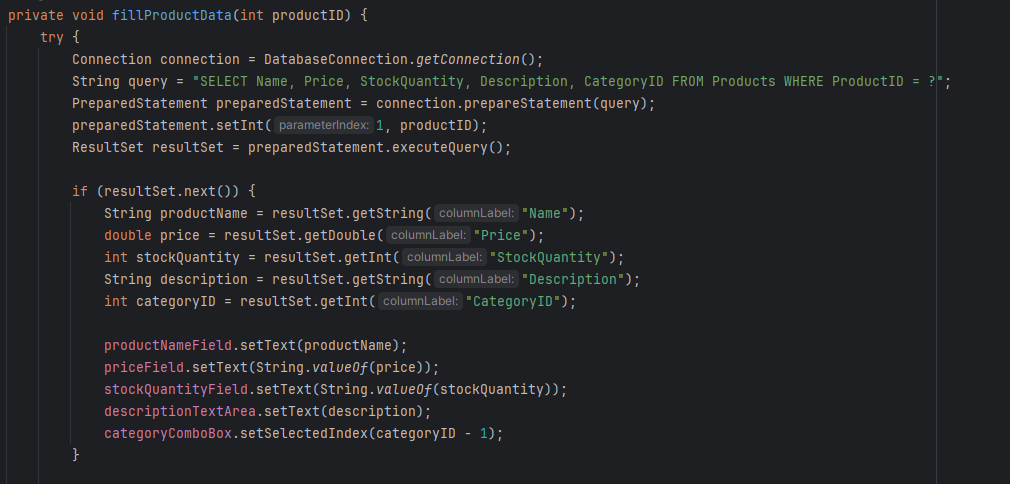 private void fillProductData(int productID) {
try {
Connection connection = DatabaseConnection.getConnection();
String query = "SELECT Name, Price, StockQuantity, Description, CategoryID FROM Products WHERE ProductID = ?";
PreparedStatement preparedStatement = connection.prepareStatement(query);
preparedStatement.setInt( parameterIndex: 1, productID);
ResultSet resultSet = preparedStatement.executeQuery();
if (resultSet.next()) {
String productName = resultSet.getString( columnLabel: "Name");
double price = resultSet.getDouble( columnLabel: "Price");
int stockQuantity = resultSet.getInt( columnLabel: "StockQuantity");
String description = resultSet.getString( columnLabel: "Description");
int categoryID = resultSet.getInt( columnLabel: "CategoryID");
productNameField.setText(productName);
priceField.setText(String.valueOf(price));
stockQuantityField.setText(String.valueOf(stockQuantity));
descriptionTextArea.setText(description);
categoryComboBox.setSelectedIndex(categoryID - 1);
}